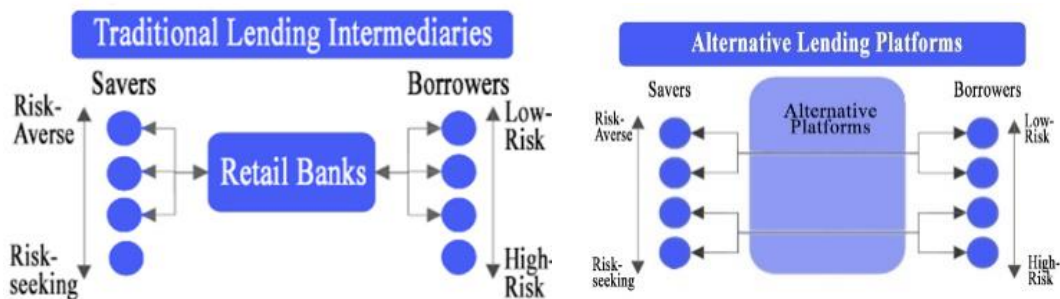 Traditional Lending Intermediaries
Savers
Borrowers
Risk-
Averse
Low-
Risk
Retail Banks
Risk-
seeking
High-
Risk
Alternative Lending Platforms
Savers
Borrowers
Risk-
Averse
Alternative
Platforms
Low-
Risk
Risk-
seeking
High-
Risk